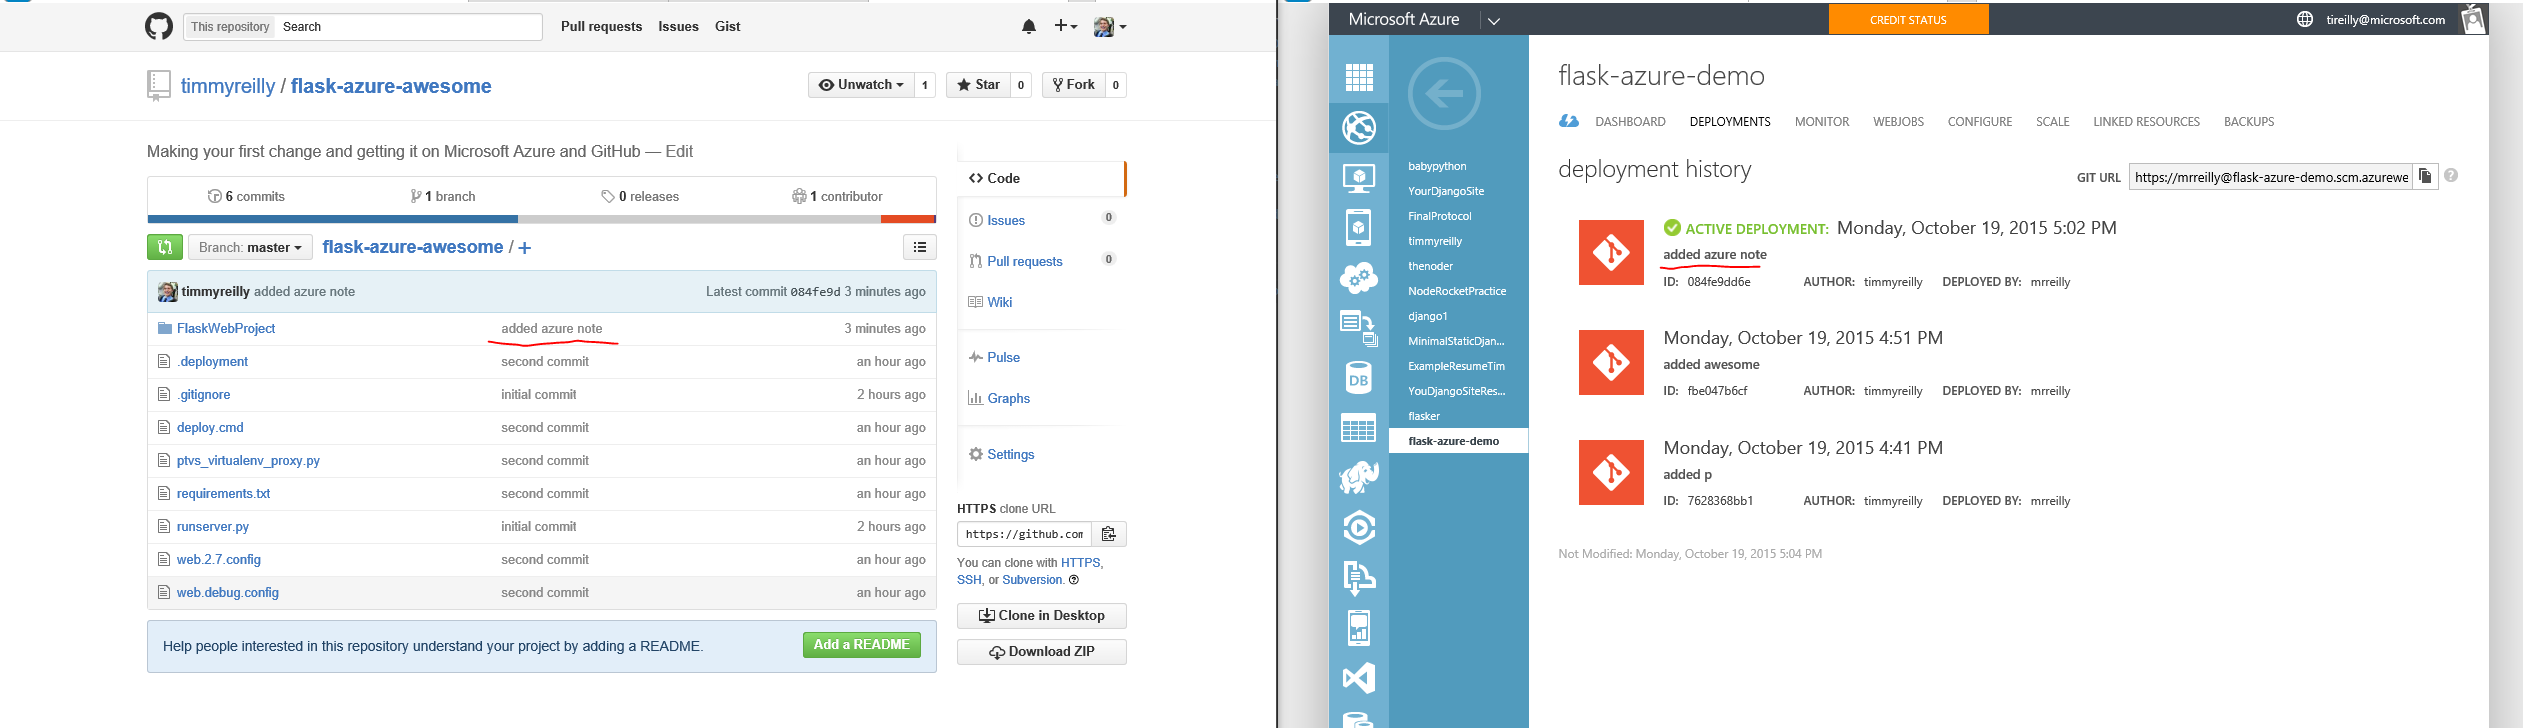 This repository Search
Pull requests Issues Gist
timmyreilly / flask-azure-awesome
Unwatch 1 Star 0 Fork 0
Making your first change and getting it on Microsoft Azure and GitHub — Edit
6 commits 1 branch 0 releases 1 contributor
Branch: master flask-azure-awesome / +
timmyreilly added azure note Latest commit 084fe9d 3 minutes ago
FlaskWebProject added azure note 3 minutes ago
.deployment second commit an hour ago
.gitignore initial commit 2 hours ago
deploy.cmd second commit an hour ago
ptvs_virtualenv_proxy.py second commit an hour ago
requirements.txt second commit an hour ago
runserver.py initial commit 2 hours ago
web.2.7.config second commit an hour ago
web.debug.config second commit an hour ago
Help people interested in this repository understand your project by adding a README. Add a README
Code
Issues 0
Pull requests 0
Wiki
Pulse
Graphs
Settings
HTTPS clone URL
https://github.com
You can clone with HTTPS,
SSH, or Subversion.
Clone in Desktop
Download ZIP
Microsoft Azure CREDIT STATUS tireilly@microsoft.com
DB
babypython
YourDjangoSite
FinalProtocol
timmyreilly
thenoder
NodeRocketPractice
django1
MinimalStaticDjan...
ExampleResumeTim
YouDjangoSiteRes...
flasker
flask-azure-demo
flask-azure-demo
DASHBOARD DEPLOYMENTS MONITOR WEBJOBS CONFIGURE SCALE LINKED RESOURCES BACKUPS
deployment history
GIT URL https://mrreilly@flask-azure-demo.scm.azurewe
ACTIVE DEPLOYMENT: Monday, October 19, 2015 5:02 PM
added azure note
ID: 084fe9dd6e AUTHOR: timmyreilly DEPLOYED BY: mrreilly
Monday, October 19, 2015 4:51 PM
added awesome
ID: fbe047b6cf AUTHOR: timmyreilly DEPLOYED BY: mrreilly
Monday, October 19, 2015 4:41 PM
added p
ID: 7628368bb1 AUTHOR: timmyreilly DEPLOYED BY: mrreilly
Not Modified: Monday, October 19, 2015 5:04 PM